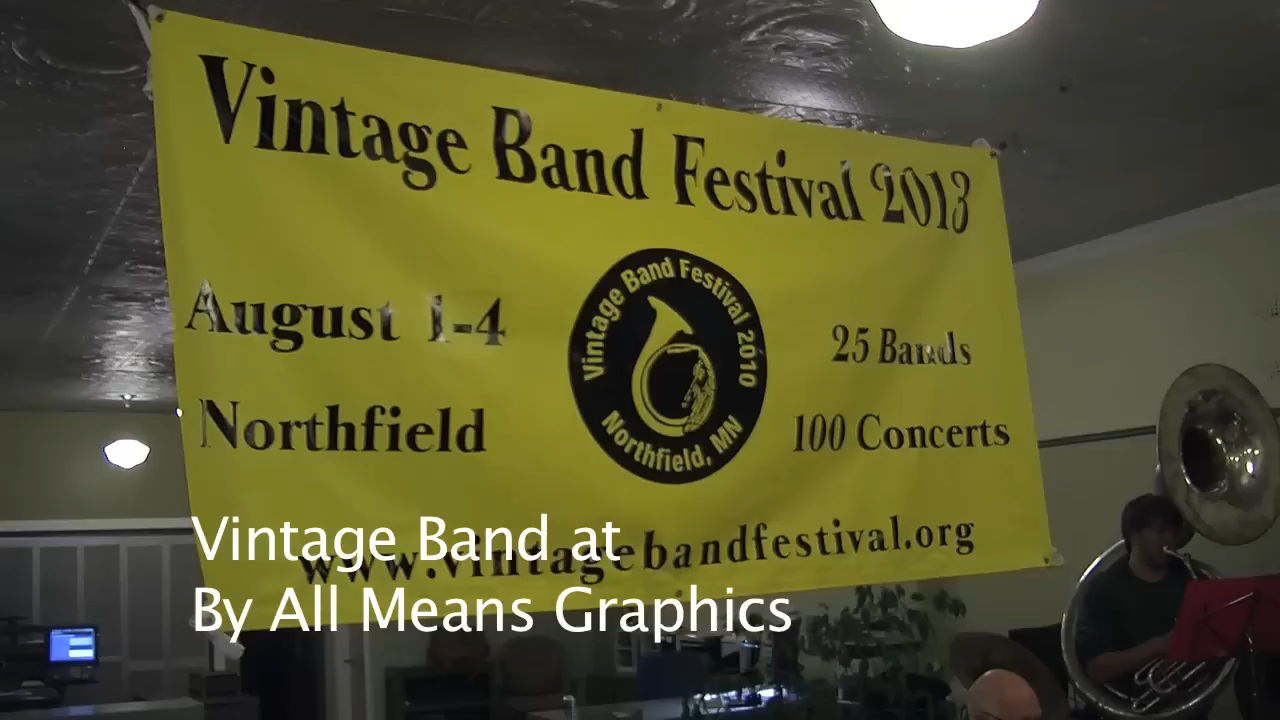 Vintage Band Festival 2013
August 1-4
Northfield
Vintage Band Festival 2010
Northfield, MN
25 Bands
100 Concerts
www.vintagebandfestival.org
Vintage Band at
By All Means Graphics